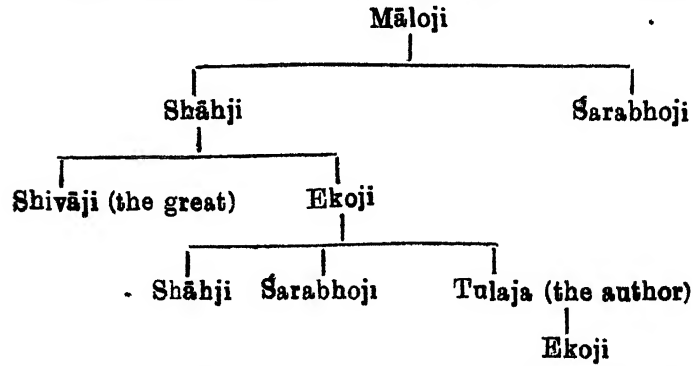 Māloji
Shāhji Śarabhoji
Shivāji (the great) Ekoji
Shāhji Śarabhoji Tulaja (the author)
Ekoji